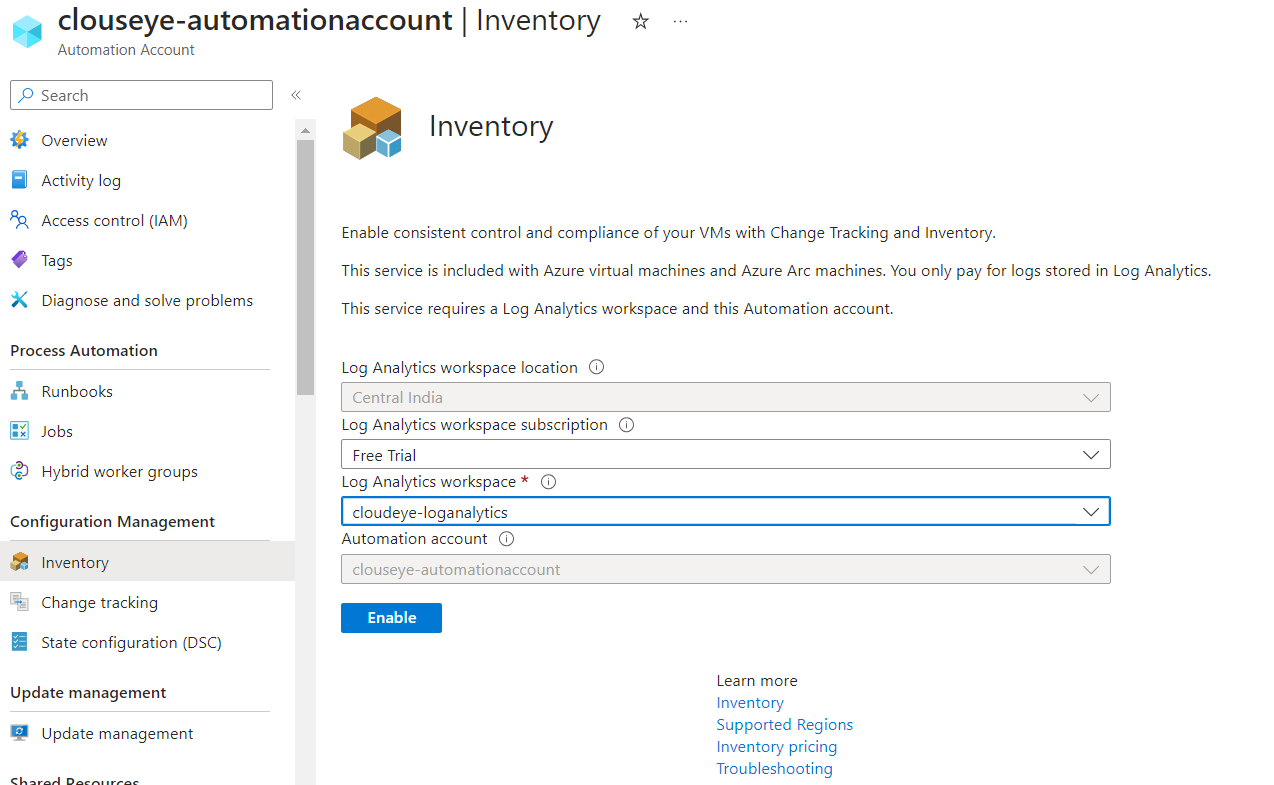 clouseye-automationaccount | Inventory
Automation Account
Search
Overview
Activity log
Access control (IAM)
Tags
Diagnose and solve problems
Process Automation
Runbooks
Jobs
Hybrid worker groups
Configuration Management
Inventory
Change tracking
State configuration (DSC)
Update management
Update management
Shared Resources
Inventory
Enable consistent control and compliance of your VMs with Change Tracking and Inventory.
This service is included with Azure virtual machines and Azure Arc machines. You only pay for logs stored in Log Analytics.
This service requires a Log Analytics workspace and this Automation account.
Log Analytics workspace location
Central India
Log Analytics workspace subscription
Free Trial
Log Analytics workspace *
cloudeye-loganalytics
Automation account
clouseye-automationaccount
Enable
Learn more
Inventory
Supported Regions
Inventory pricing
Troubleshooting